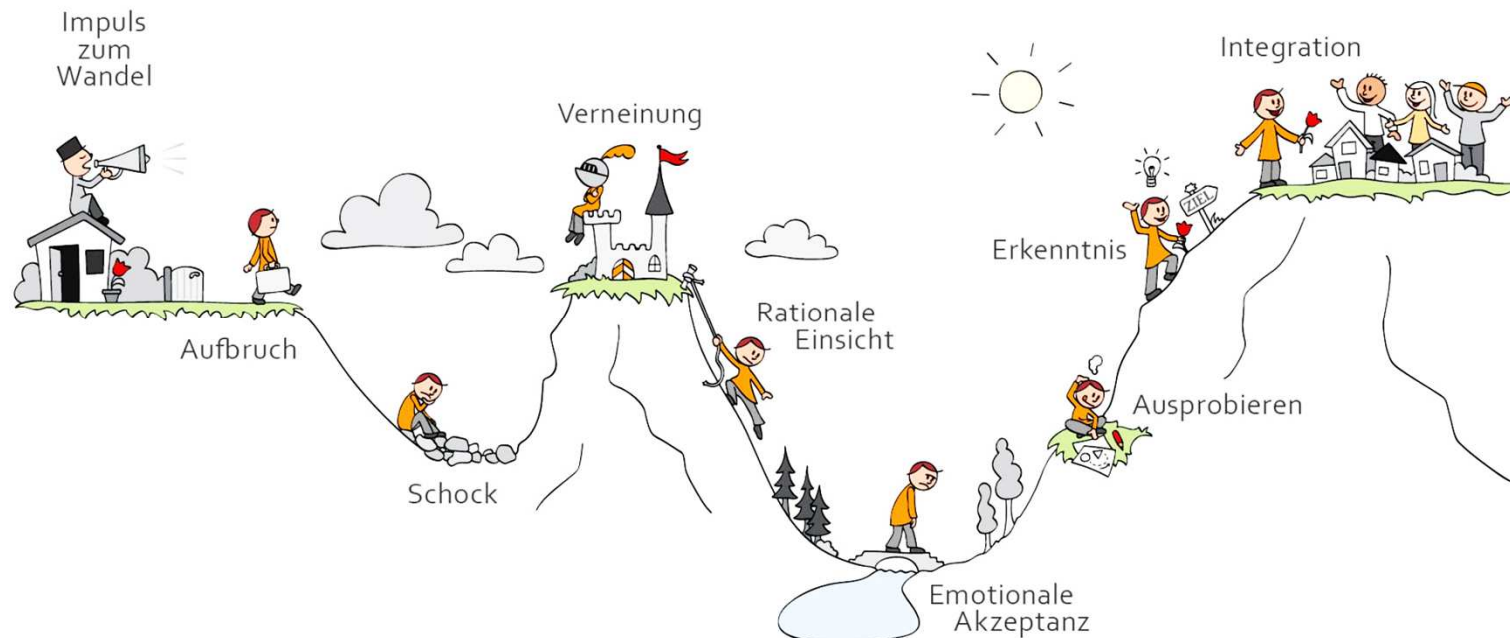 Impuls
zum
Wandel
Aufbruch
Schock
Verneinung
Rationale
Einsicht
Emotionale
Akzeptanz
Ausprobieren
Erkenntnis
ZIEL
Integration